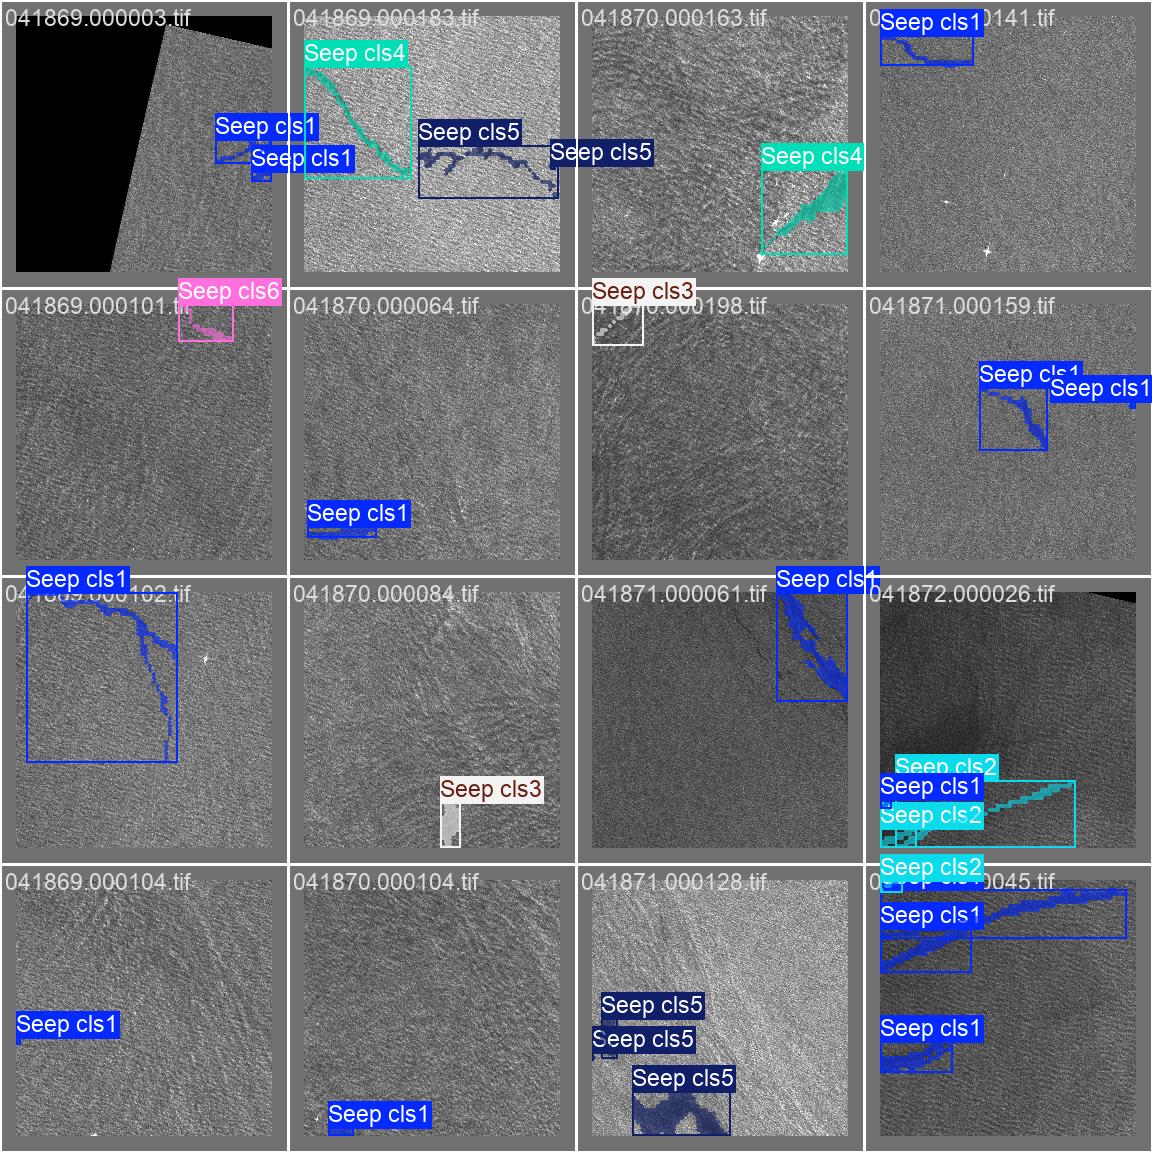 041869.000003.tif
Seep cls1
Seep cls1
041869.000183.tif
Seep cls4
Seep cls5
Seep cls5
041870.000163.tif
Seep cls4
0141.tif
Seep cls1
041869.000101.tif
Seep cls6
041870.000064.tif
Seep cls1
000198.tif
Seep cls3
041871.000159.tif
Seep cls1
Seep cls1
000102.tif
Seep cls1
041870.000084.tif
Seep cls3
041871.000061.tif
Seep cls1
041872.000026.tif
Seep cls2
Seep cls1
Seep cls2
041869.000104.tif
Seep cls1
041870.000104.tif
Seep cls1
041871.000128.tif
Seep cls5
Seep cls5
Seep cls5
0045.tif
Seep cls2
Seep cls1
Seep cls1